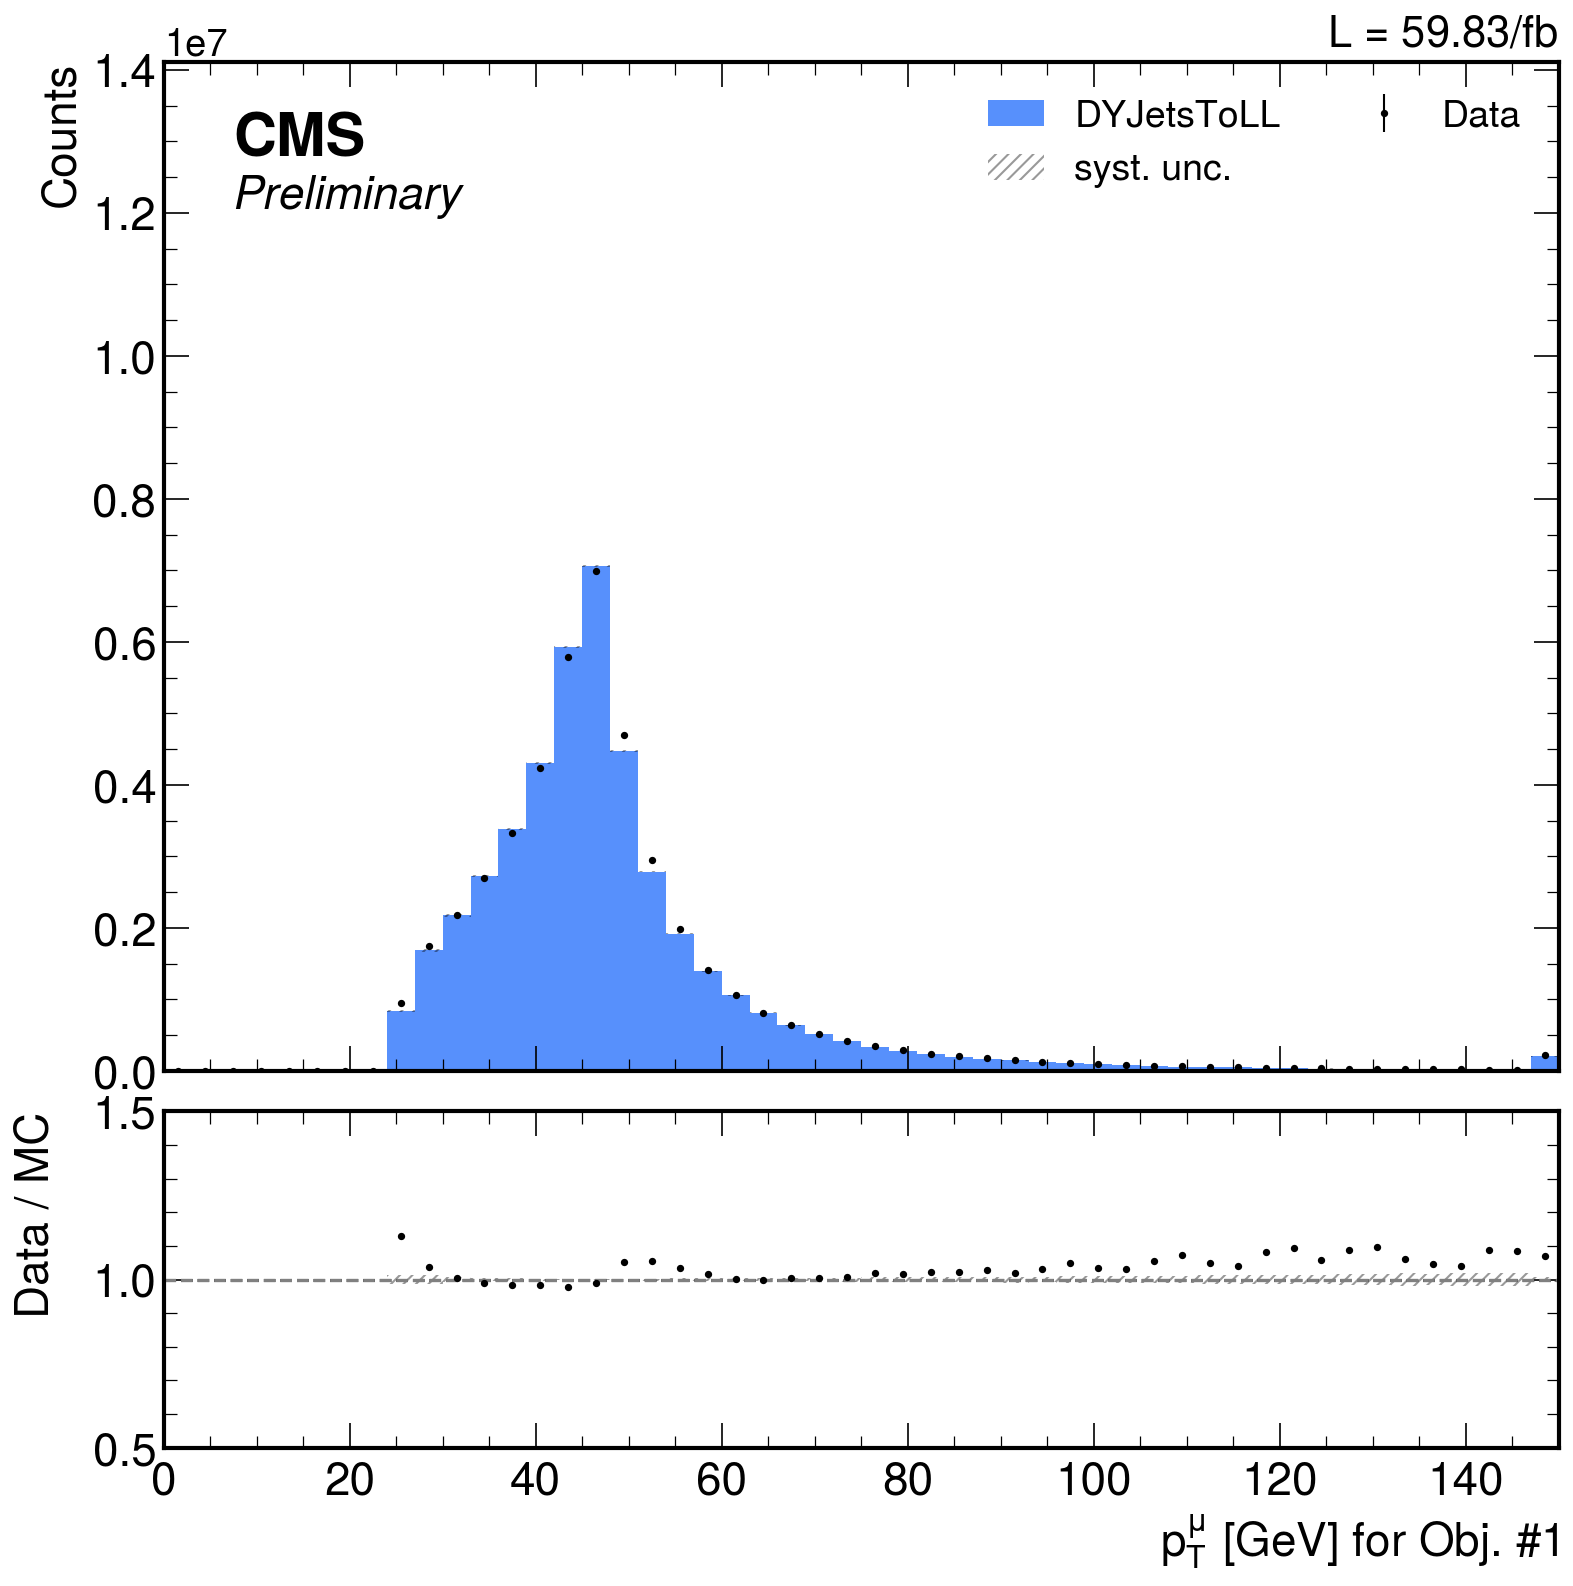 1e7
L = 59.83/fb
Counts
1.4
1.2
1.0
0.8
0.6
0.4
0.2
0.0
CMS
Preliminary
DYJetsToLL
syst. unc.
Data
Data / MC
1.5
1.0
0.5
0 20 40 60 80 100 120 140
p_T^μ [GeV] for Obj. #1